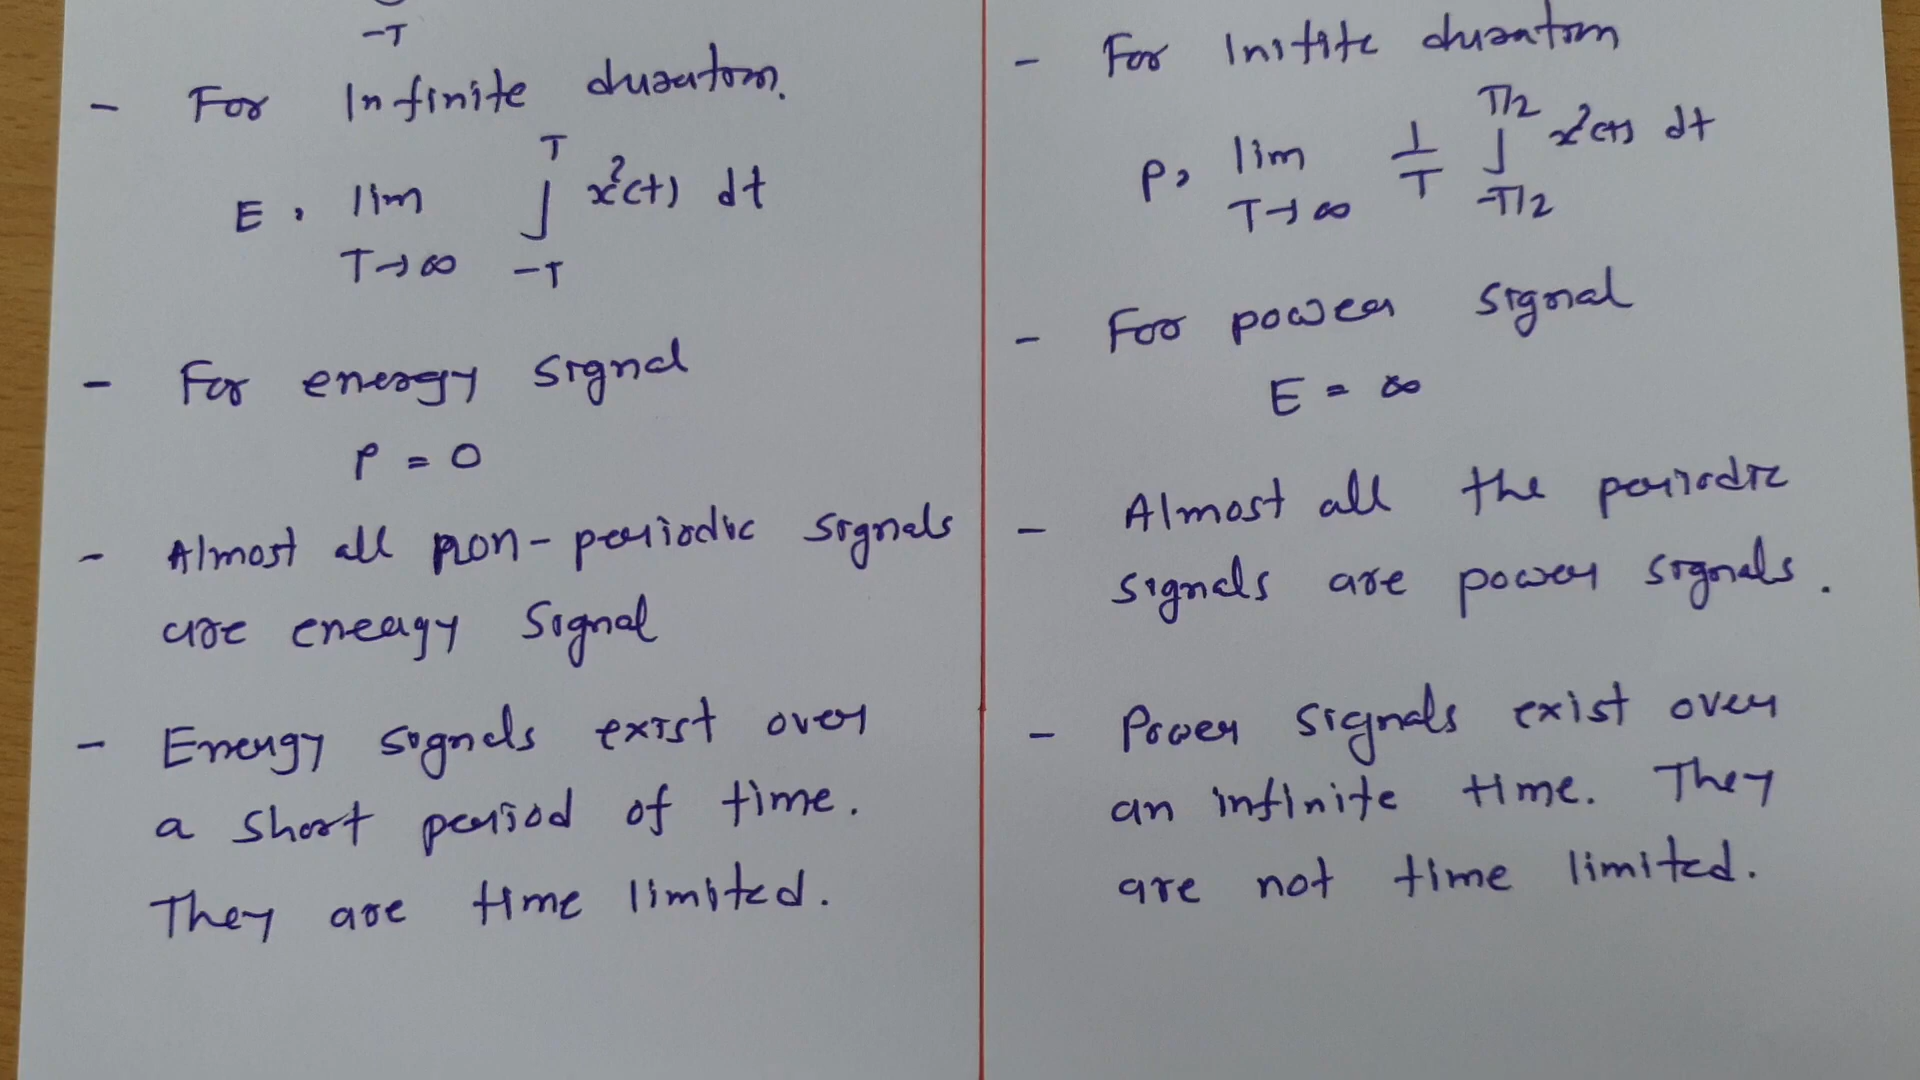 -T
- For Infinite duration.
T
E = lim ∫ x²(t) dt
T→∞ -T
- For energy signal
P = 0
- Almost all non-periodic signals
are energy signal
- Energy signals exist over
a short period of time.
They are time limited.
- For Initite duration
T/2
P = lim 1/T ∫ x²(t) dt
T→∞ -T/2
- For power signal
E = ∞
- Almost all the periodic
signals are power signals.
- Power signals exist over
an infinite time. They
are not time limited.